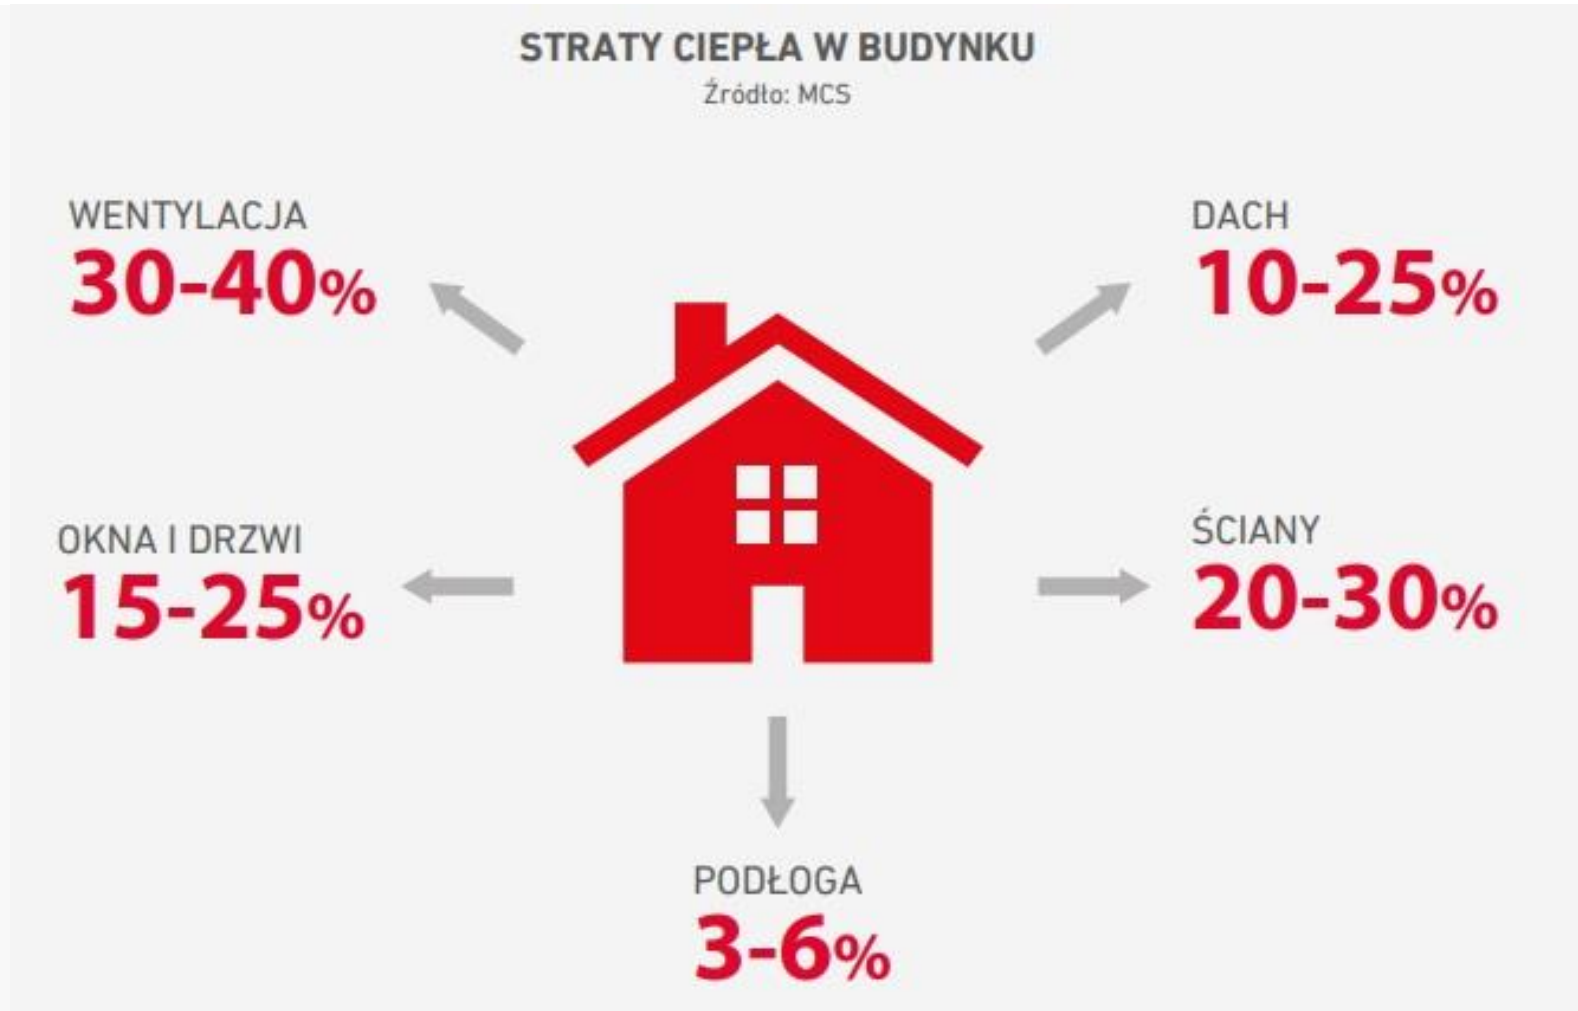 STRATY CIEPŁA W BUDYNKU
Źródło: MCS
WENTYLACJA
30-40%
DACH
10-25%
OKNA I DRZWI
15-25%
ŚCIANY
20-30%
PODŁOGA
3-6%